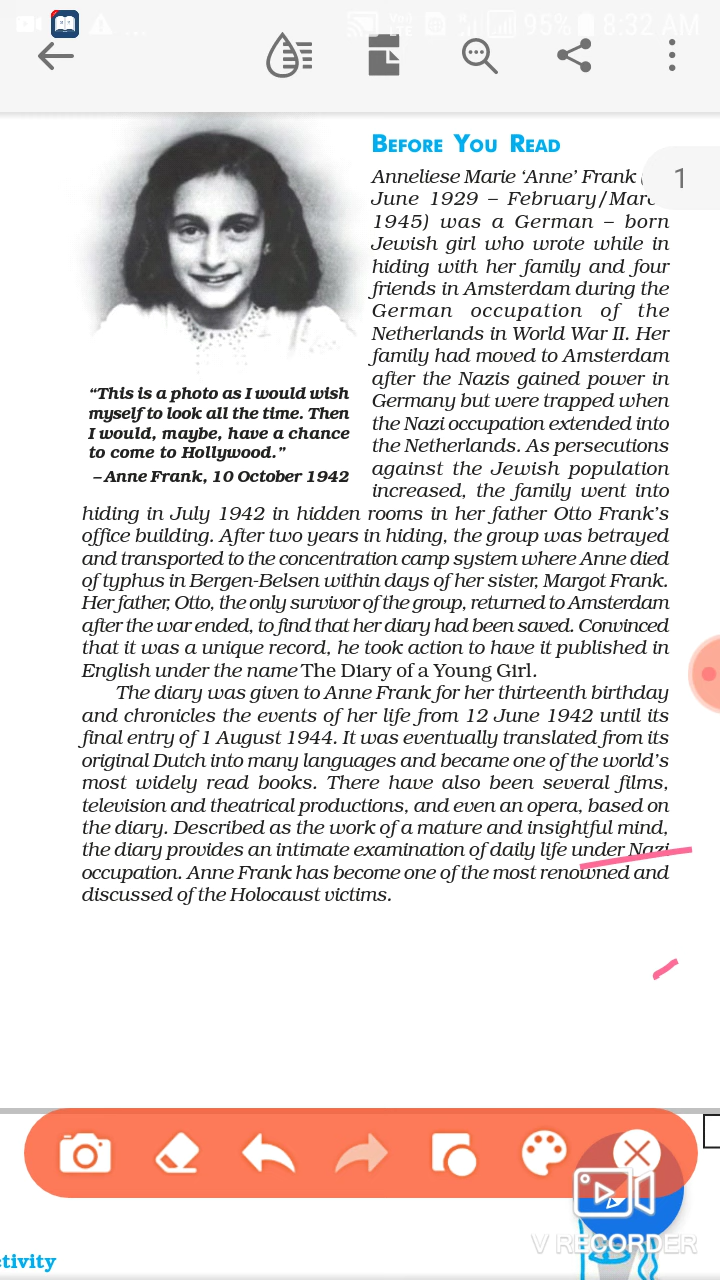 95% 8:32 AM
1
BEFORE YOU READ
Anneliese Marie ‘Anne’ Frank
June 1929 – February/Marc
1945) was a German – born
Jewish girl who wrote while in
hiding with her family and four
friends in Amsterdam during the
German occupation of the
Netherlands in World War II. Her
family had moved to Amsterdam
after the Nazis gained power in
Germany but were trapped when
the Nazi occupation extended into
the Netherlands. As persecutions
against the Jewish population
increased, the family went into
“This is a photo as I would wish
myself to look all the time. Then
I would, maybe, have a chance
to come to Hollywood.”
– Anne Frank, 10 October 1942
hiding in July 1942 in hidden rooms in her father Otto Frank’s
office building. After two years in hiding, the group was betrayed
and transported to the concentration camp system where Anne died
of typhus in Bergen-Belsen within days of her sister, Margot Frank.
Her father, Otto, the only survivor of the group, returned to Amsterdam
after the war ended, to find that her diary had been saved. Convinced
that it was a unique record, he took action to have it published in
English under the name The Diary of a Young Girl.
The diary was given to Anne Frank for her thirteenth birthday
and chronicles the events of her life from 12 June 1942 until its
final entry of 1 August 1944. It was eventually translated from its
original Dutch into many languages and became one of the world’s
most widely read books. There have also been several films,
television and theatrical productions, and even an opera, based on
the diary. Described as the work of a mature and insightful mind,
the diary provides an intimate examination of daily life under Nazi
occupation. Anne Frank has become one of the most renowned and
discussed of the Holocaust victims.
V RECORDER
tivity